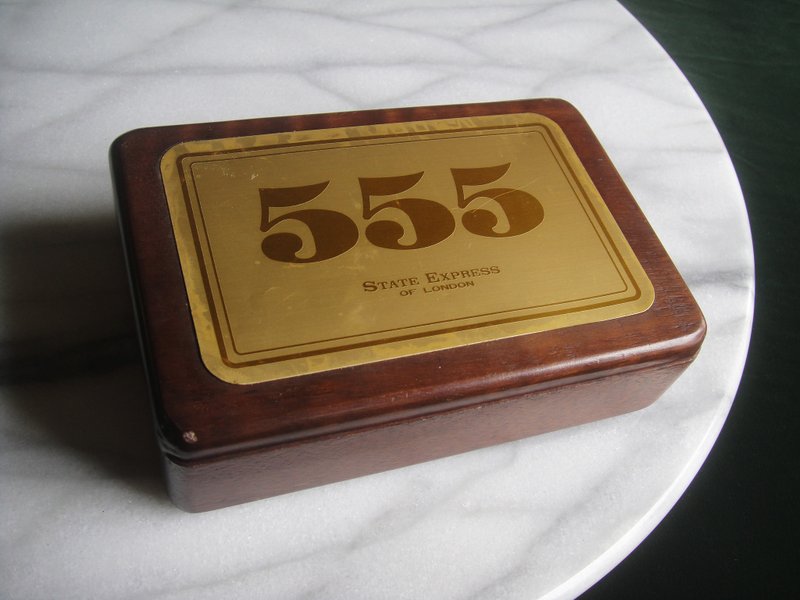 555
State Express
of London